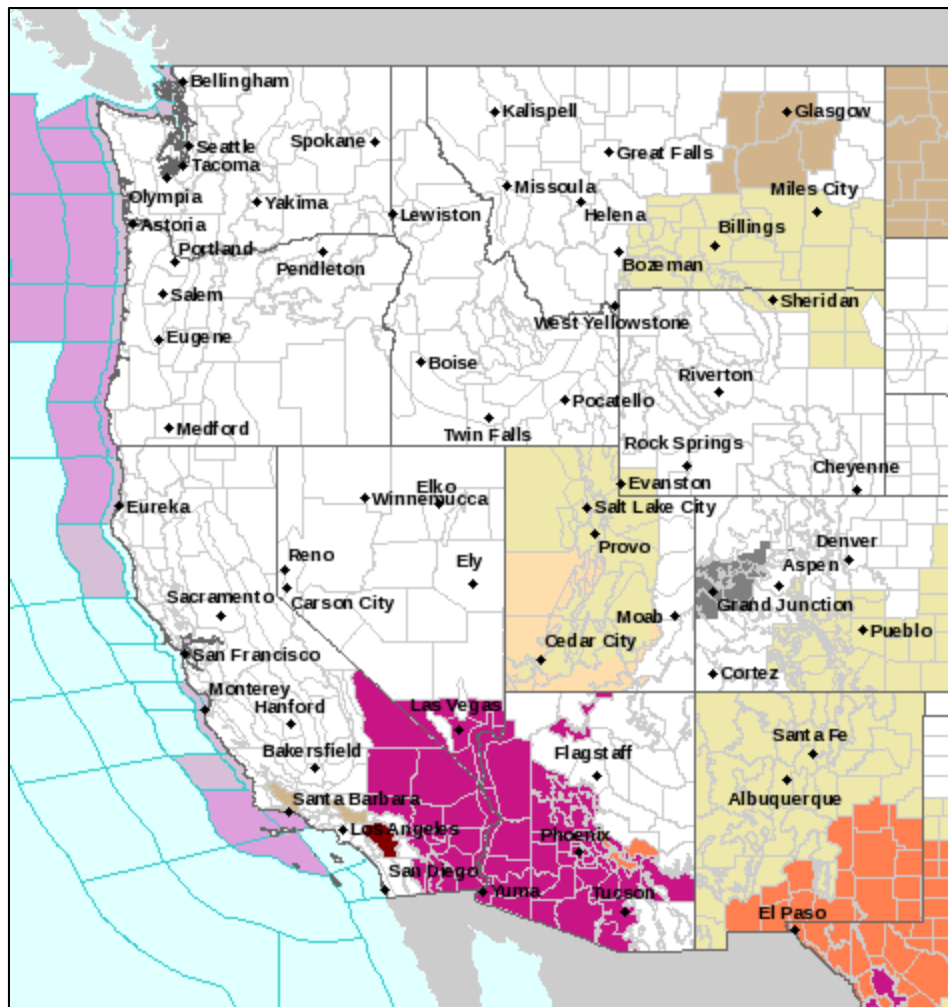 Bellingham
Kalispell
Glasgow
Seattle
Spokane
Great Falls
Tacoma
Missoula
Miles City
Olympia
Yakima
Lewiston
Helena
Astoria
Billings
Portland
Pendleton
Bozeman
Salem
Sheridan
West Yellowstone
Eugene
Boise
Riverton
Pocatello
Medford
Twin Falls
Rock Springs
Cheyenne
Elko
Evanston
Winnemucca
Eureka
Salt Lake City
Provo
Denver
Reno
Ely
Aspen
Sacramento
Carson City
Grand Junction
Moab
Pueblo
Cedar City
San Francisco
Cortez
Monterey
Hanford
Las Vegas
Bakersfield
Flagstaff
Santa Fe
Santa Barbara
Albuquerque
Los Angeles
Phoenix
San Diego
Yuma
Tucson
El Paso